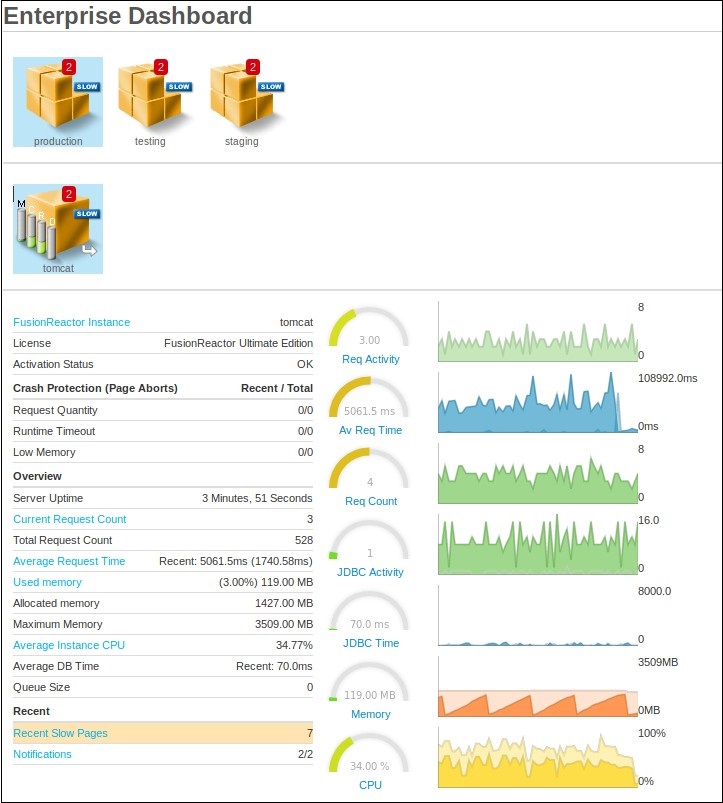 Enterprise Dashboard
2 2 2
SLOW SLOW SLOW
production testing staging
2
M
SLOW
D
tomcat
FusionReactor Instance tomcat
License FusionReactor Ultimate Edition
Activation Status OK
Crash Protection (Page Aborts) Recent / Total
Request Quantity 0/0
Runtime Timeout 0/0
Low Memory 0/0
Overview
Server Uptime 3 Minutes, 51 Seconds
Current Request Count 3
Total Request Count 528
Average Request Time Recent: 5061.5ms (1740.58ms)
Used memory (3.00%) 119.00 MB
Allocated memory 1427.00 MB
Maximum Memory 3509.00 MB
Average Instance CPU 34.77%
Average DB Time Recent: 70.0ms
Queue Size 0
Recent
Recent Slow Pages 7
Notifications 2/2
3.00
Req Activity
8
0
5061.5 ms
Av Req Time
108992.0ms
0ms
4
Req Count
8
0
1
JDBC Activity
16.0
0
70.0 ms
JDBC Time
8000.0
0
119.00 MB
Memory
3509MB
0MB
34.00 %
CPU
100%
0%